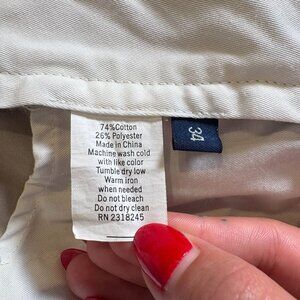 74%Cotton
26% Polyester
Made in China
Machine wash cold
with like color
Tumble dry low
Warm iron
when needed
Do not bleach
Do not dry clean
RN 2318245
34